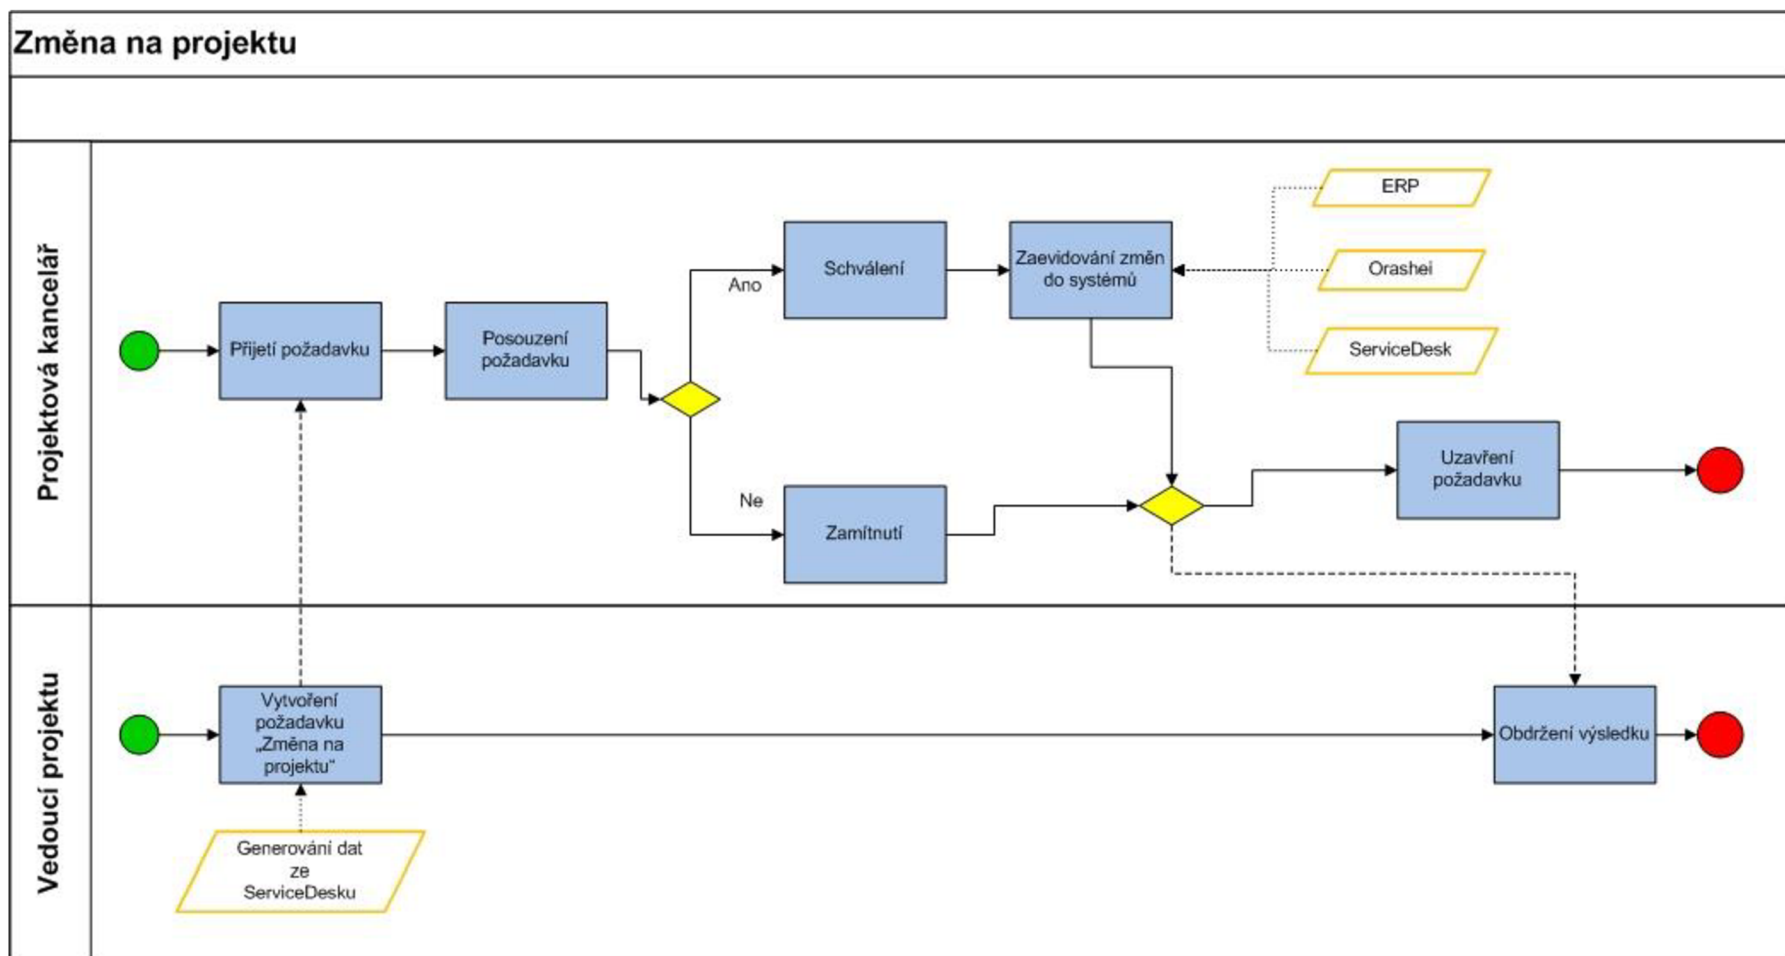 Změna na projektu
Projektová kancelář
Přijetí požadavku
Posouzení
požadavku
Ano
Ne
Schválení
Zamítnutí
Zaevidování změn
do systémů
ERP
Orashei
ServiceDesk
Uzavření
požadavku
Vedoucí projektu
Vytvoření
požadavku
„Změna na
projektu“
Generování dat
ze
ServiceDesku
Obdržení výsledku